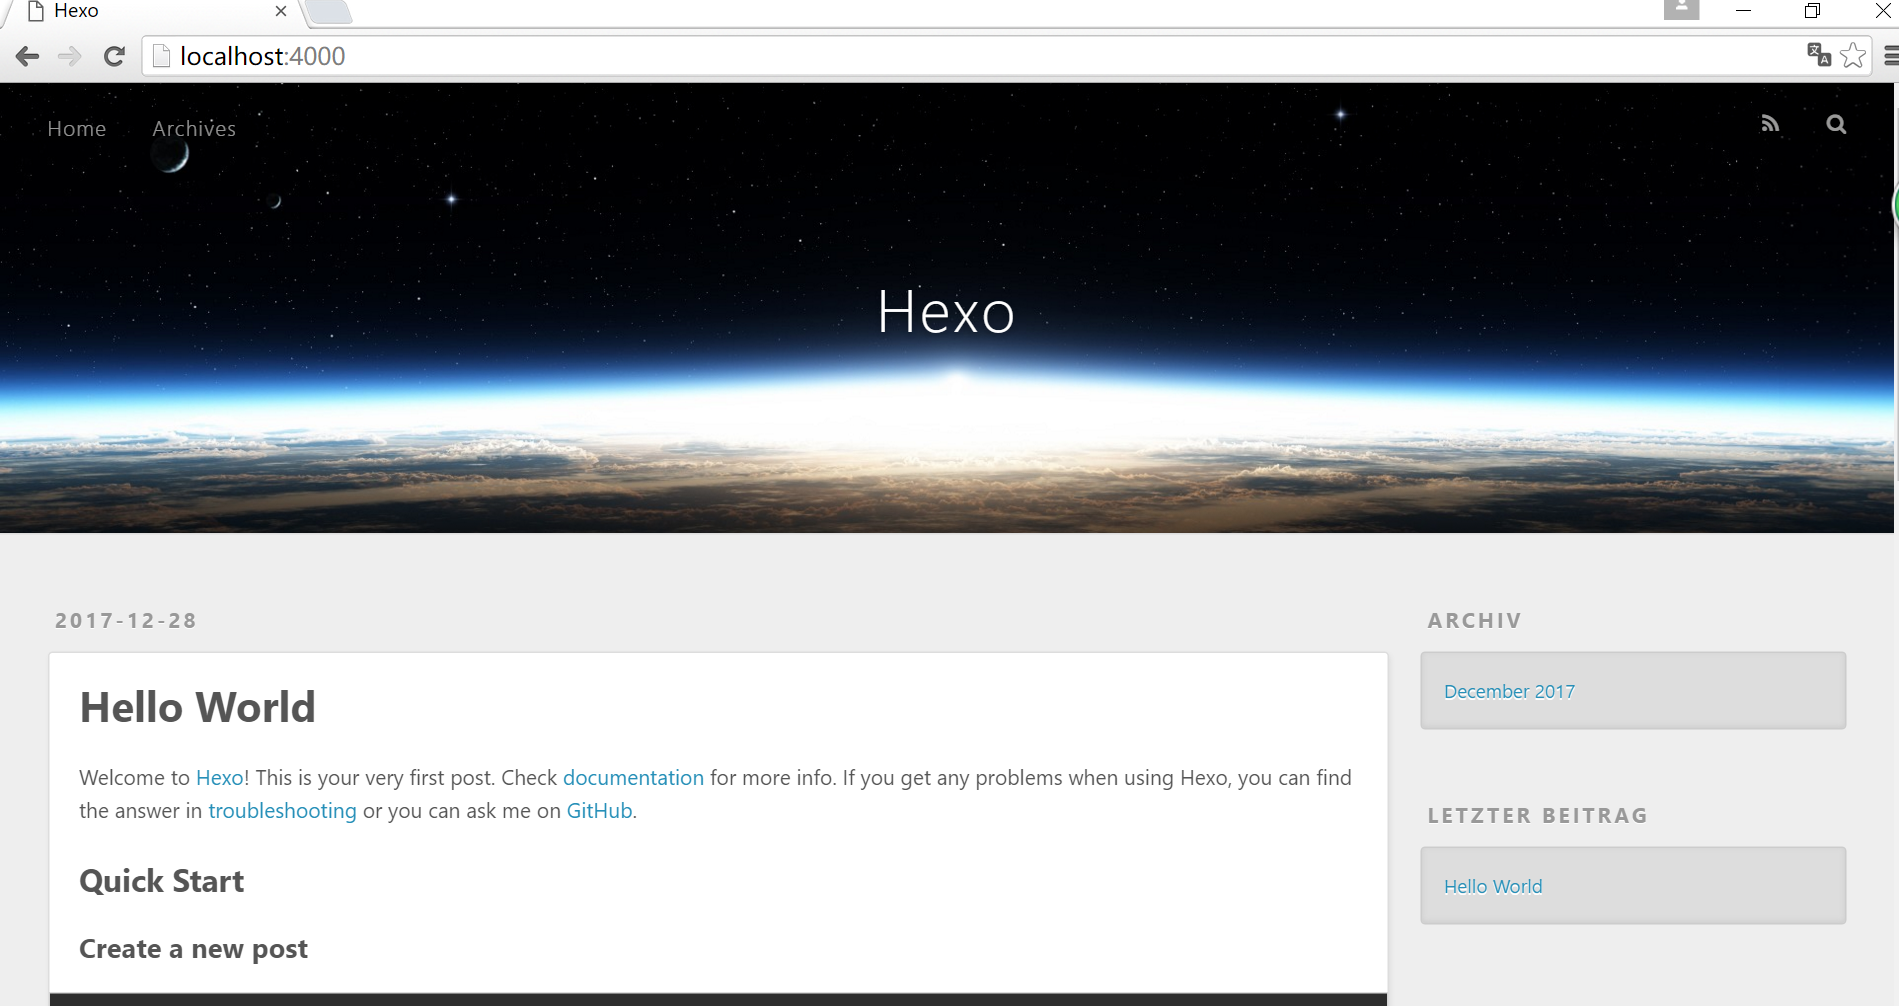 Hexo
localhost:4000
Home Archives
Hexo
2017-12-28
Hello World
Welcome to Hexo! This is your very first post. Check documentation for more info. If you get any problems when using Hexo, you can find
the answer in troubleshooting or you can ask me on GitHub.
Quick Start
Create a new post
ARCHIV
December 2017
LETZTER BEITRAG
Hello World